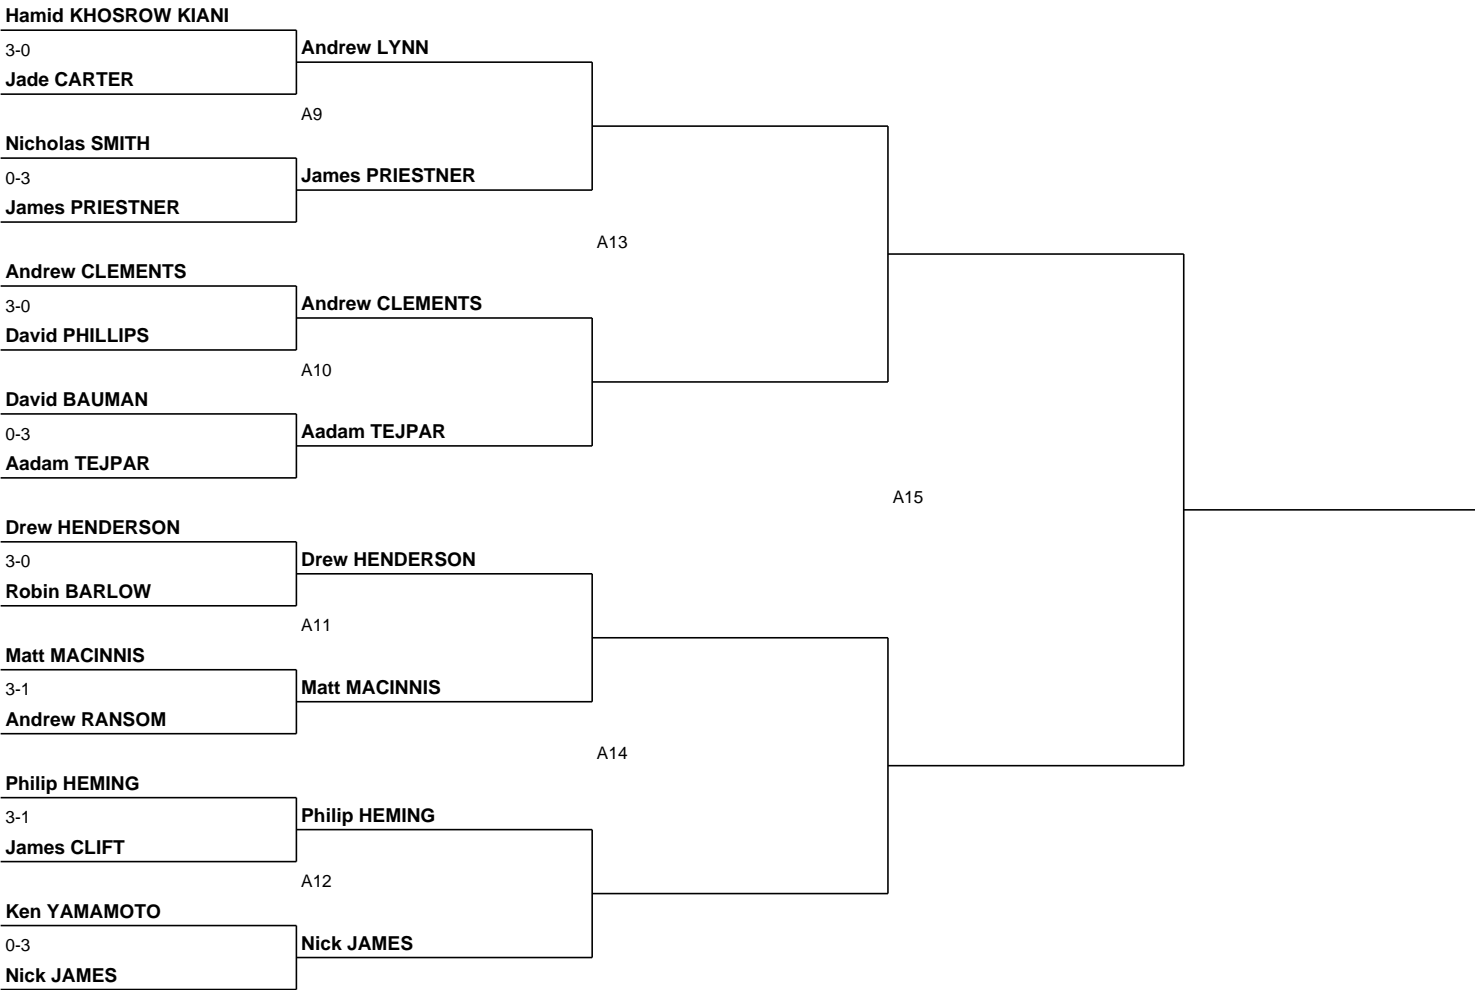 Hamid KHOSROW KIANI
3-0
Jade CARTER
Andrew LYNN
A9
Nicholas SMITH
0-3
James PRIESTNER
James PRIESTNER
A13
Andrew CLEMENTS
3-0
David PHILLIPS
Andrew CLEMENTS
A10
David BAUMAN
0-3
Aadam TEJPAR
Aadam TEJPAR
A15
Drew HENDERSON
3-0
Robin BARLOW
Drew HENDERSON
A11
Matt MACINNIS
3-1
Andrew RANSOM
Matt MACINNIS
A14
Philip HEMING
3-1
James CLIFT
Philip HEMING
A12
Ken YAMAMOTO
0-3
Nick JAMES
Nick JAMES